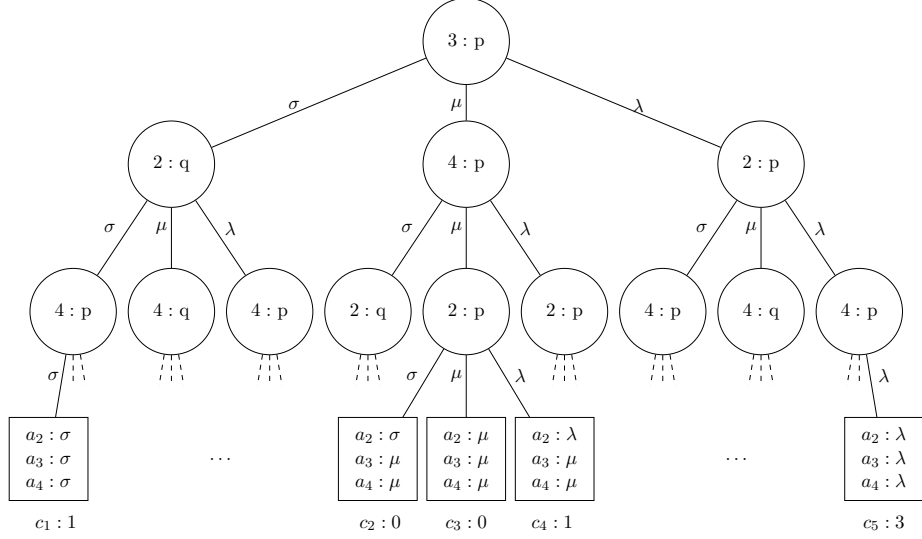 3 : p
σ μ λ
2 : q 4 : p 2 : p
σ μ λ σ μ λ σ μ λ
4 : p 4 : q 4 : p 2 : q 2 : p 2 : p 4 : p 4 : q 4 : p
σ σ μ λ λ
a₂ : σ a₂ : σ a₂ : μ a₂ : λ a₂ : λ
a₃ : σ ... a₃ : μ a₃ : μ a₃ : μ ... a₃ : λ
a₄ : σ a₄ : μ a₄ : μ a₄ : μ a₄ : λ
c₁ : 1 c₂ : 0 c₃ : 0 c₄ : 1 c₅ : 3